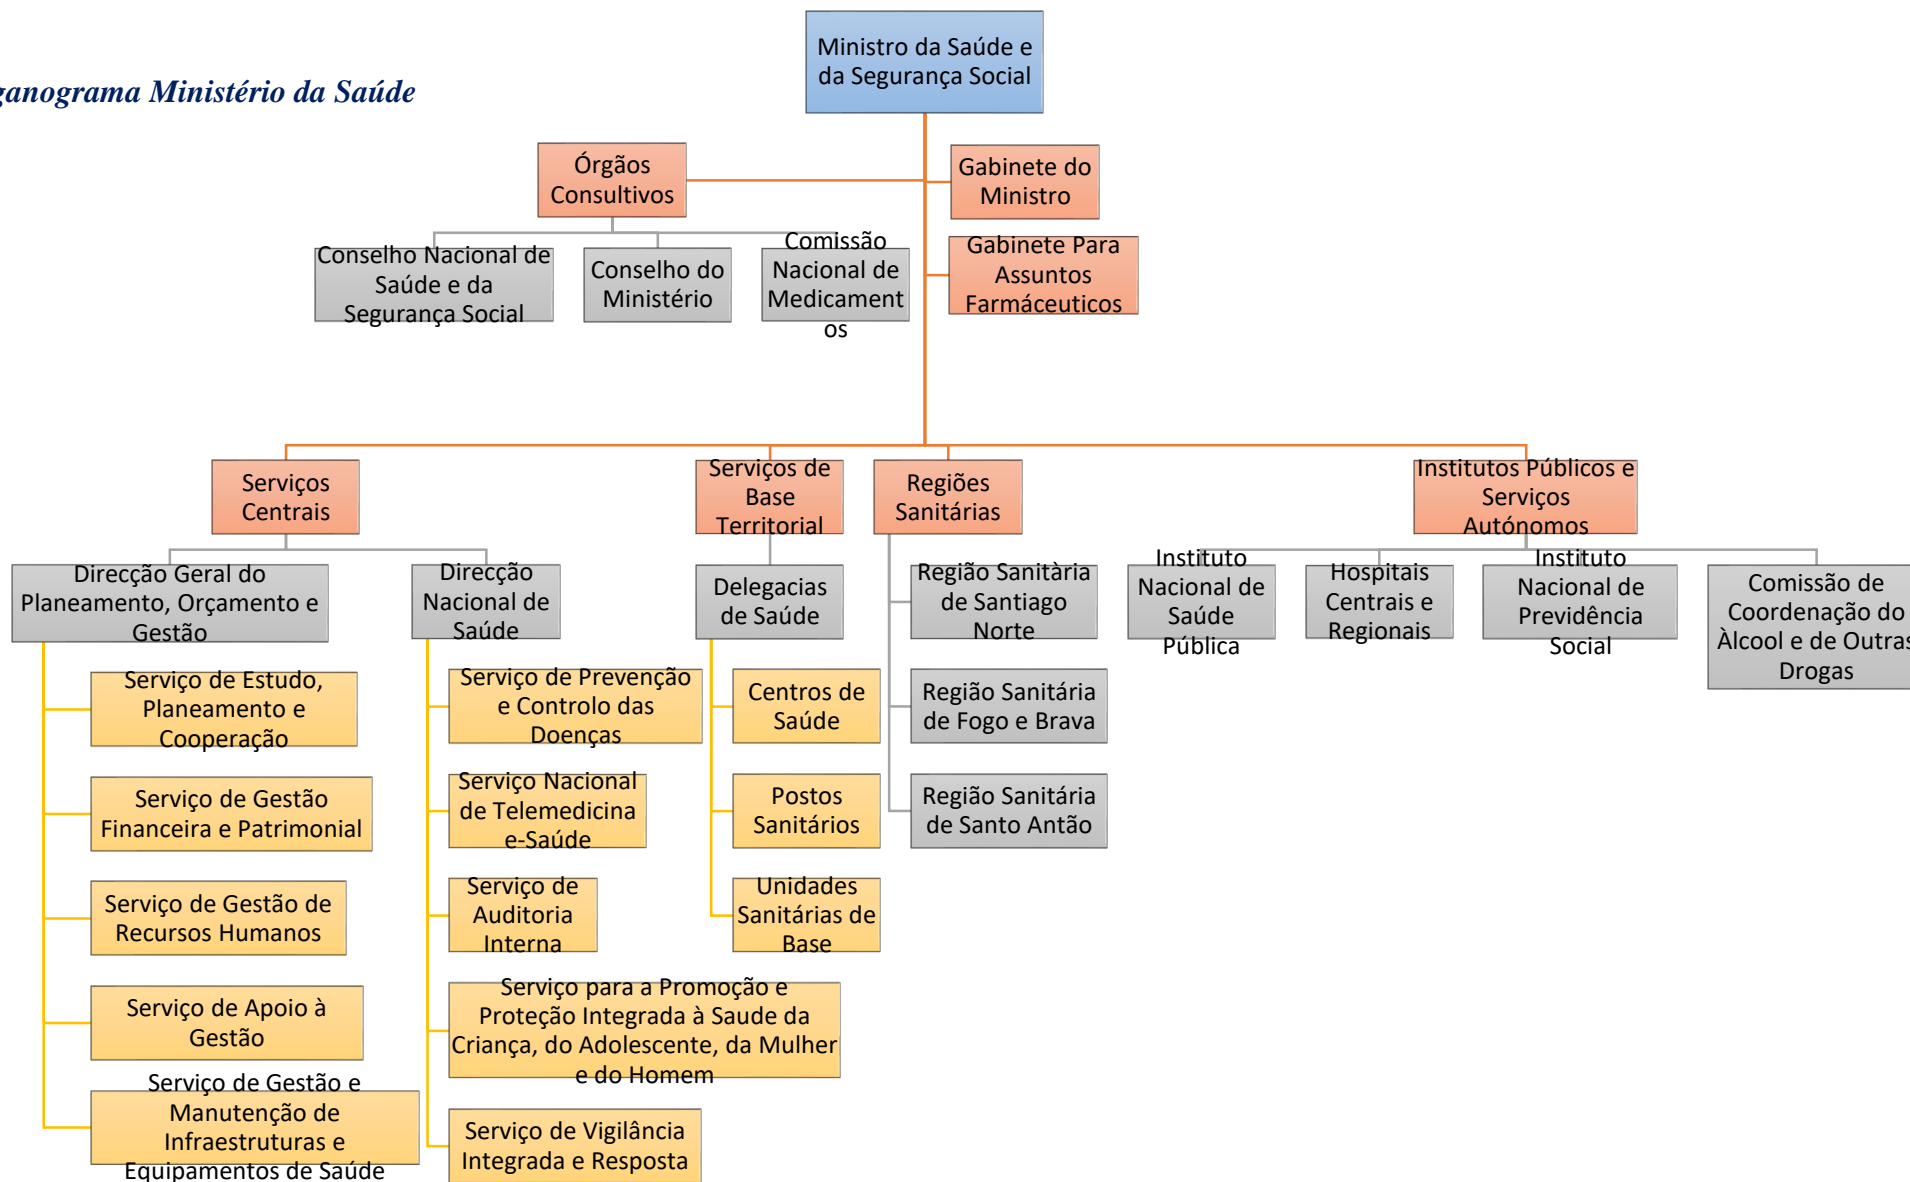 ganograma Ministério da Saúde
Ministro da Saúde e
da Segurança Social
Órgãos
Consultivos
Gabinete do
Ministro
Conselho Nacional de
Saúde e da
Segurança Social
Conselho do
Ministério
Comissão
Nacional de
Medicament
os
Gabinete Para
Assuntos
Farmáceuticos
Serviços
Centrais
Serviços de
Base
Territorial
Regiões
Sanitárias
Institutos Públicos e
Serviços
Autónomos
Direcção Geral do
Planeamento, Orçamento e
Gestão
Direcção
Nacional de
Saúde
Delegacias
de Saúde
Região Sanitària
de Santiago
Norte
Instituto
Nacional de
Saúde
Pública
Hospitais
Centrais e
Regionais
Instituto
Nacional de
Previdência
Social
Comissão de
Coordenação do
Àlcool e de Outras
Drogas
Serviço de Estudo,
Planeamento e
Cooperação
Serviço de Prevenção
e Controlo das
Doenças
Centros de
Saúde
Região Sanitária
de Fogo e Brava
Serviço de Gestão
Financeira e Patrimonial
Serviço Nacional
de Telemedicina
e-Saúde
Postos
Sanitários
Região Sanitária
de Santo Antão
Serviço de Gestão de
Recursos Humanos
Serviço de
Auditoria
Interna
Unidades
Sanitárias de
Base
Serviço de Apoio à
Gestão
Serviço para a Promoção e
Proteção Integrada à Saude da
Criança, do Adolescente, da Mulher
e do Homem
Serviço de Gestão e
Manutenção de
Infraestruturas e
Equipamentos de Saúde
Serviço de Vigilância
Integrada e Resposta